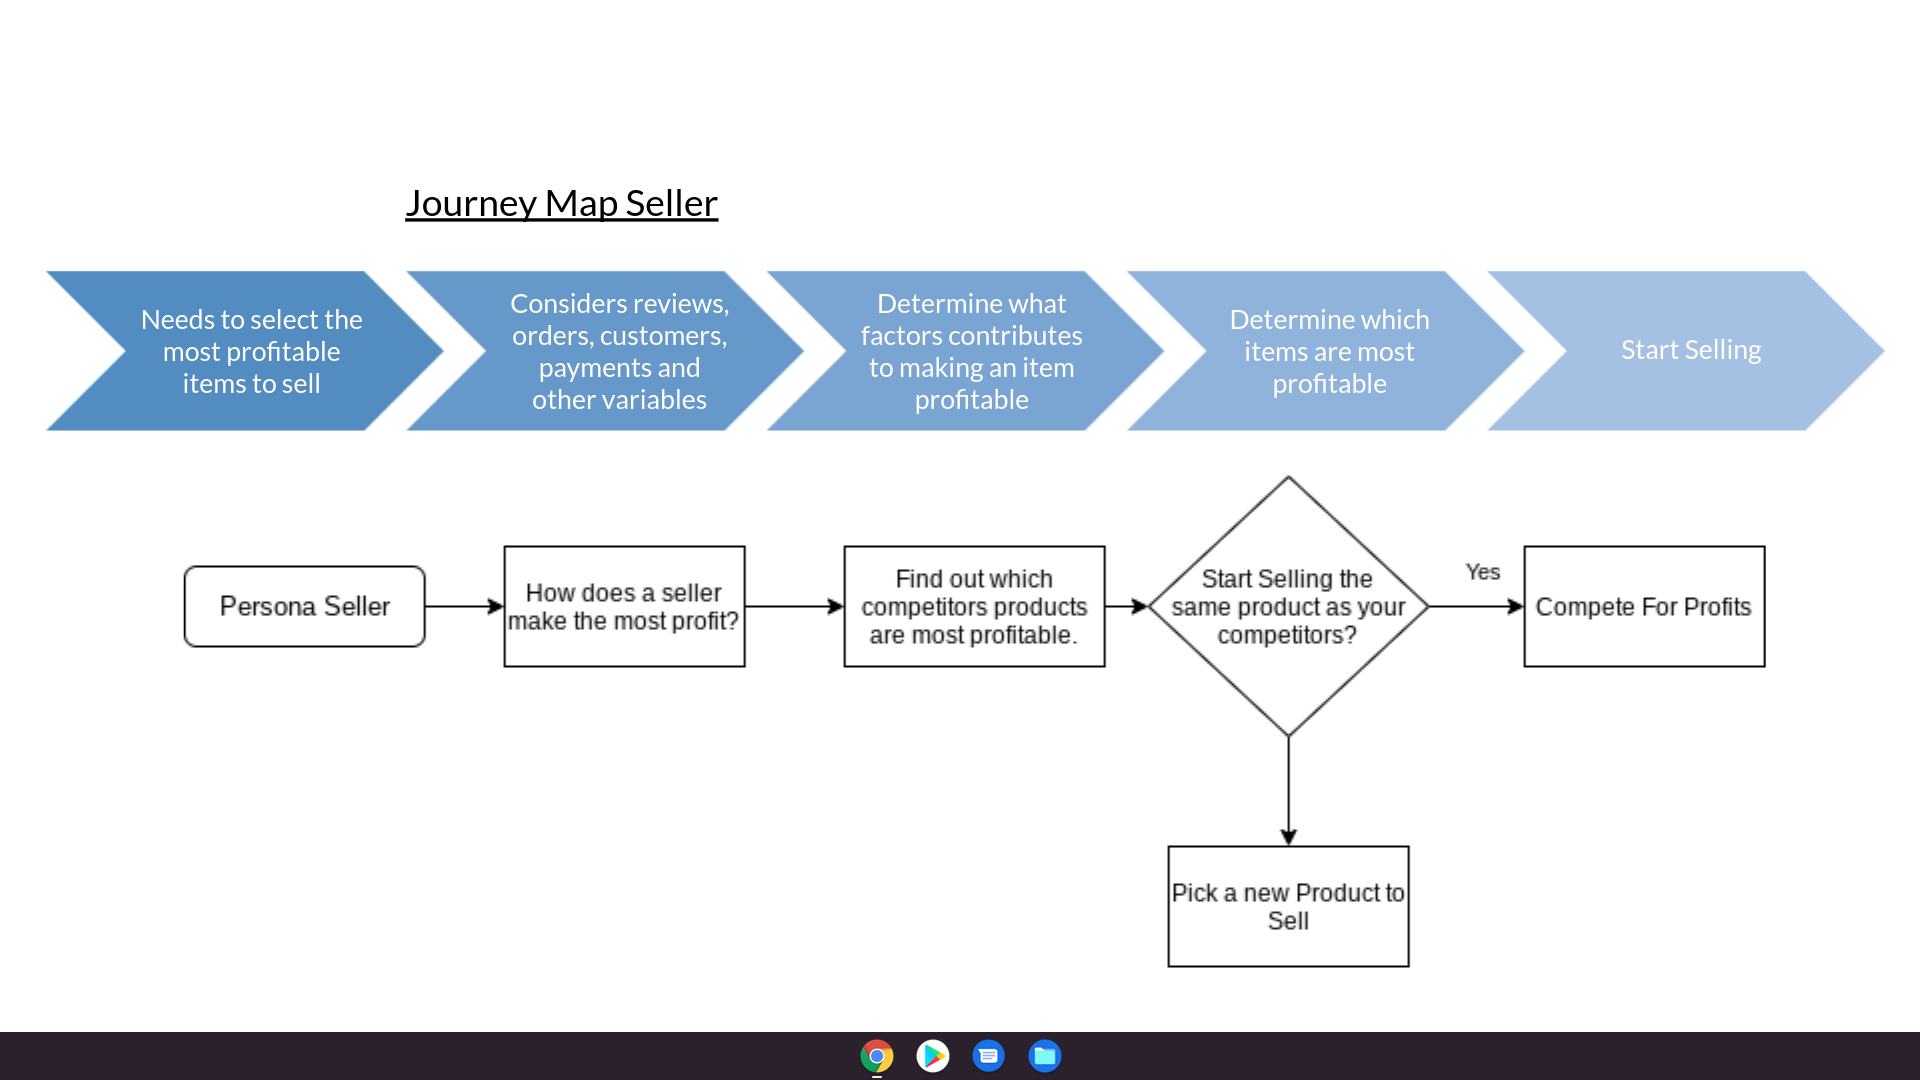 Journey Map Seller
Needs to select the
most profitable
items to sell
Considers reviews,
orders, customers,
payments and
other variables
Determine what
factors contributes
to making an item
profitable
Determine which
items are most
profitable
Start Selling
Persona Seller
How does a seller
make the most profit?
Find out which
competitors products
are most profitable.
Start Selling the
same product as your
competitors?
Yes
Compete For Profits
Pick a new Product to
Sell